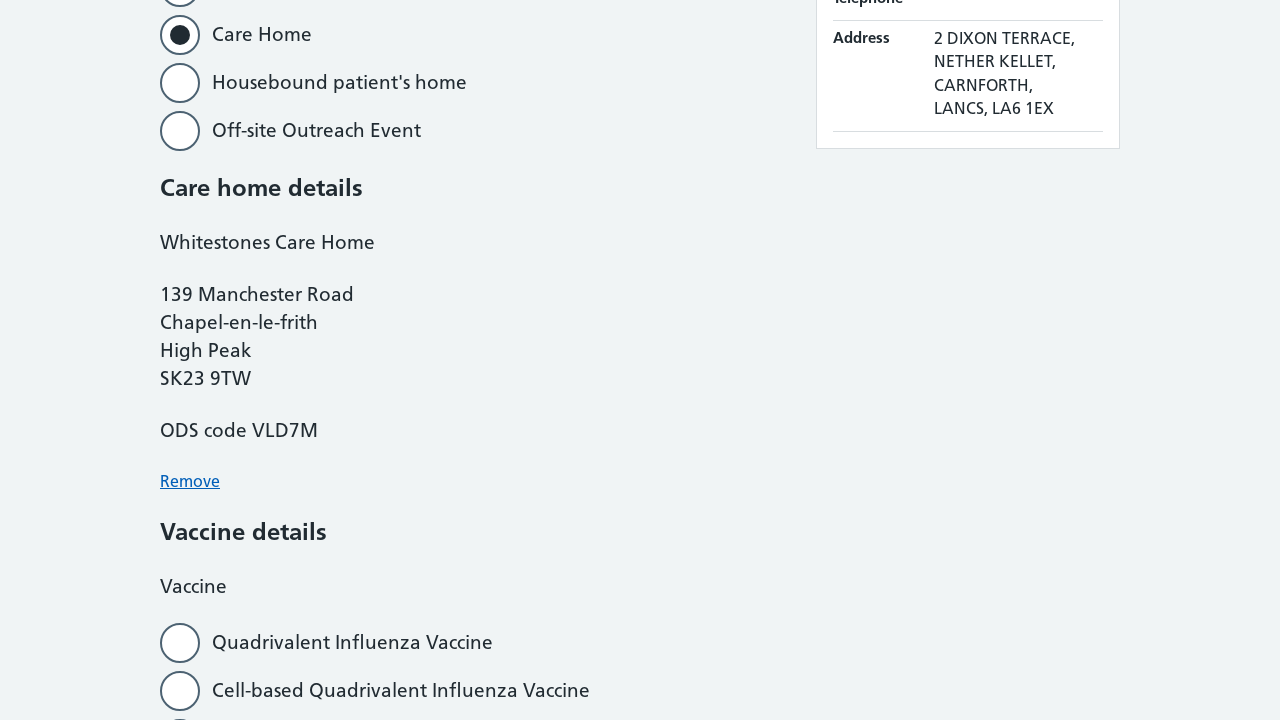 Care Home
Housebound patient's home
Off-site Outreach Event
Care home details
Whitestones Care Home
139 Manchester Road
Chapel-en-le-frith
High Peak
SK23 9TW
ODS code VLD7M
Remove
Vaccine details
Vaccine
Quadrivalent Influenza Vaccine
Cell-based Quadrivalent Influenza Vaccine
Telephone
Address
2 DIXON TERRACE,
NETHER KELLET,
CARNFORTH,
LANCS, LA6 1EX